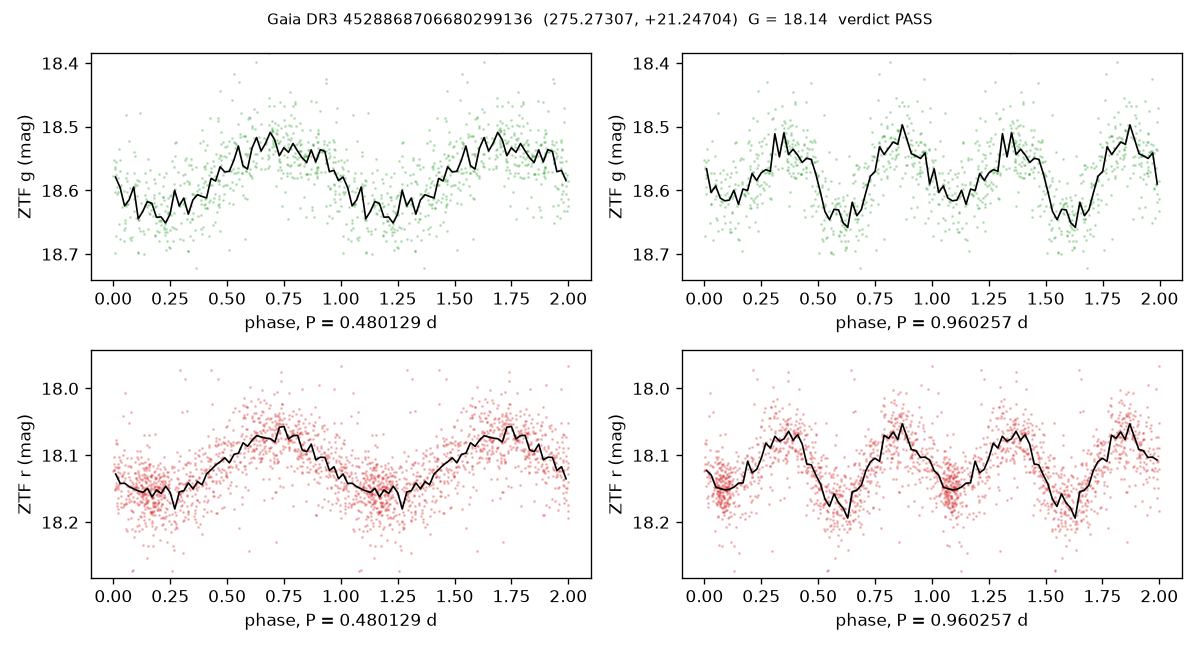 Gaia DR3 4528868706680299136  (275.27307, +21.24704)  G = 18.14  verdict PASS
ZTF g (mag)
18.4
18.5
18.6
18.7
0.00 0.25 0.50 0.75 1.00 1.25 1.50 1.75 2.00
phase, P = 0.480129 d
ZTF g (mag)
18.4
18.5
18.6
18.7
0.00 0.25 0.50 0.75 1.00 1.25 1.50 1.75 2.00
phase, P = 0.960257 d
ZTF r (mag)
18.0
18.1
18.2
0.00 0.25 0.50 0.75 1.00 1.25 1.50 1.75 2.00
phase, P = 0.480129 d
ZTF r (mag)
18.0
18.1
18.2
0.00 0.25 0.50 0.75 1.00 1.25 1.50 1.75 2.00
phase, P = 0.960257 d